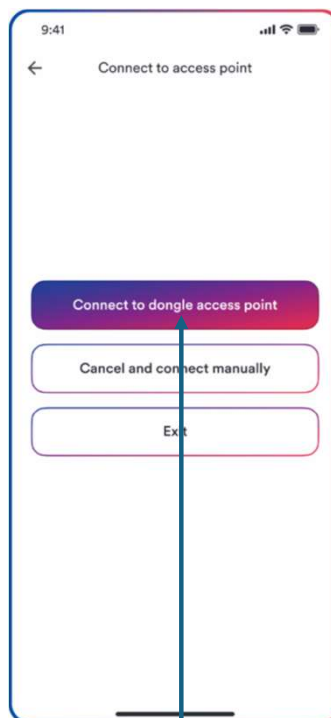 9:41
Connect to access point
Connect to dongle access point
Cancel and connect manually
Exit